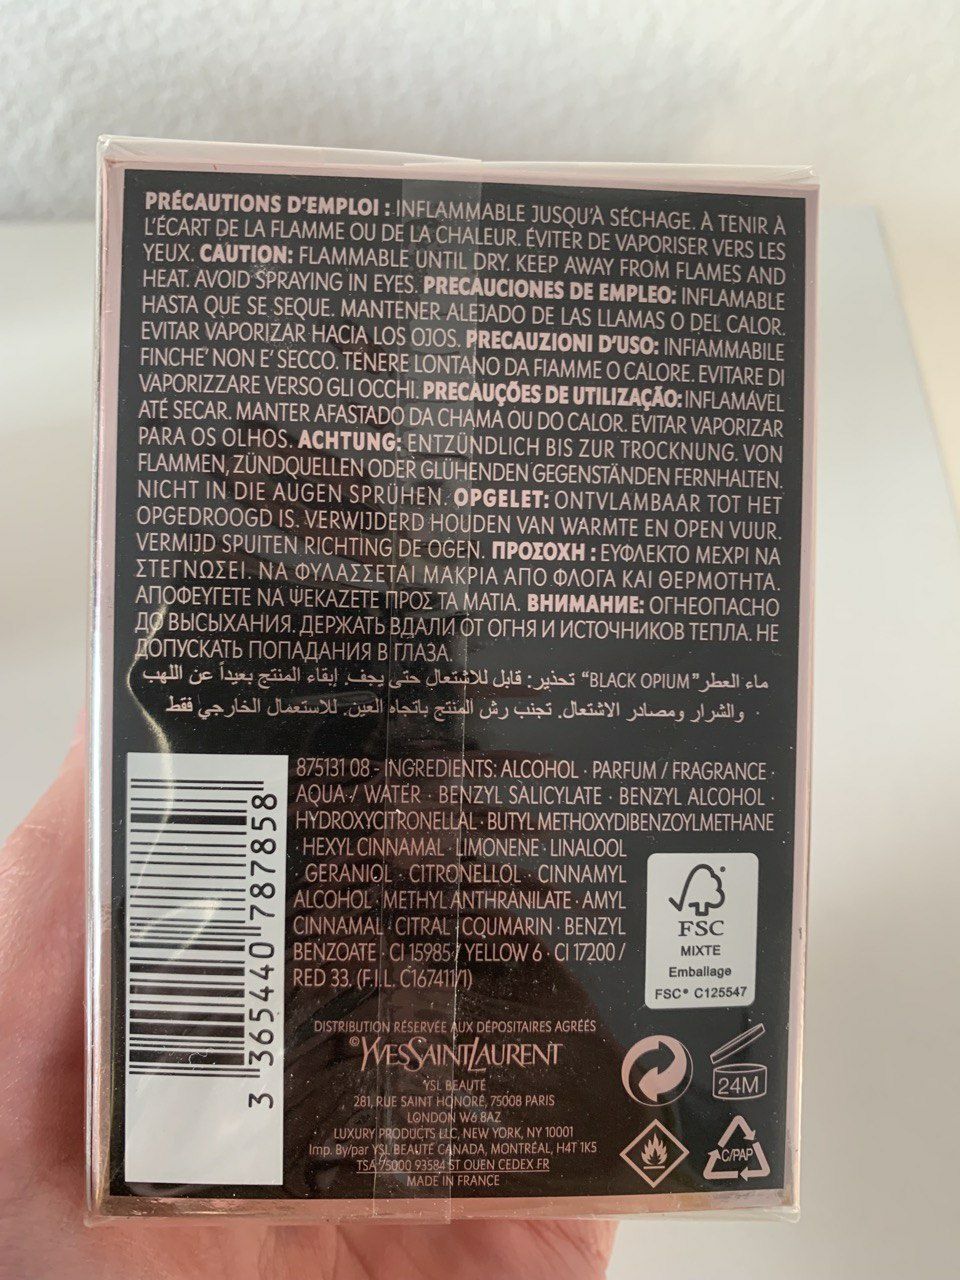 PRÉCAUTIONS D'EMPLOI : INFLAMMABLE JUSQU'À SÉCHAGE. À TENIR À
L'ÉCART DE LA FLAMME OU DE LA CHALEUR. ÉVITER DE VAPORISER VERS LES
YEUX. CAUTION: FLAMMABLE UNTIL DRY. KEEP AWAY FROM FLAMES AND
HEAT. AVOID SPRAYING IN EYES. PRECAUCIONES DE EMPLEO: INFLAMABLE
HASTA QUE SE SEQUE. MANTENER ALEJADO DE LAS LLAMAS O DEL CALOR.
EVITAR VAPORIZAR HACIA LOS OJOS. PRECAUZIONI D'USO: INFIAMMABILE
FINCHE' NON E' SECCO. TENERE LONTANO DA FIAMME O CALORE. EVITARE DI
VAPORIZZARE VERSO GLI OCCHI. PRECAUÇÕES DE UTILIZAÇÃO: INFLAMÁVEL
ATÉ SECAR. MANTER AFASTADO DA CHAMA OU DO CALOR. EVITAR VAPORIZAR
PARA OS OLHOS. ACHTUNG: ENTZÜNDLICH BIS ZUR TROCKNUNG. VON
FLAMMEN, ZÜNDQUELLEN ODER GLÜHENDEN GEGENSTÄNDEN FERNHALTEN.
NICHT IN DIE AUGEN SPRÜHEN. OPGELET: ONTVLAMBAAR TOT HET
OPGEDROOGD IS. VERWIJDERD HOUDEN VAN WARMTE EN OPEN VUUR.
VERMIJD SPUITEN RICHTING DE OGEN. ΠΡΟΣΟΧΗ : ΕΥΦΛΕΚΤΟ ΜΕΧΡΙ ΝΑ
ΣΤΕΓΝΩΣΕΙ. ΝΑ ΦΥΛΑΣΣΕΤΑΙ ΜΑΚΡΙΑ ΑΠΟ ΦΛΟΓΑ ΚΑΙ ΘΕΡΜΟΤΗΤΑ.
ΑΠΟΦΕΥΓΕΤΕ ΝΑ ΨΕΚΑΖΕΤΕ ΠΡΟΣ ΤΑ ΜΑΤΙΑ. ВНИМАНИЕ: ОГНЕОПАСНО
ДО ВЫСЫХАНИЯ. ДЕРЖАТЬ ВДАЛИ ОТ ОГНЯ И ИСТОЧНИКОВ ТЕПЛА. НЕ
ДОПУСКАТЬ ПОПАДАНИЯ В ГЛАЗА.
ماء العطر "BLACK OPIUM" تحذير: قابل للاشتعال حتى يجف. إبقاء المنتج بعيداً عن اللهب
والشرار ومصادر الاشتعال. تجنب رش المنتج باتجاه العين. للاستعمال الخارجي فقط
875131 08 - INGREDIENTS: ALCOHOL · PARFUM / FRAGRANCE ·
AQUA / WATER · BENZYL SALICYLATE · BENZYL ALCOHOL ·
HYDROXYCITRONELLAL · BUTYL METHOXYDIBENZOYLMETHANE
· HEXYL CINNAMAL · LIMONENE · LINALOOL
· GERANIOL · CITRONELLOL · CINNAMYL
ALCOHOL · METHYL ANTHRANILATE · AMYL
CINNAMAL · CITRAL · COUMARIN · BENZYL
BENZOATE · CI 15985 / YELLOW 6 · CI 17200 /
RED 33. (F.I.L. C167411/1)
3 365440 787858
FSC
MIXTE
Emballage
FSC® C125547
DISTRIBUTION RÉSERVÉE AUX DÉPOSITAIRES AGRÉÉS
©YVESSAINTLAURENT
YSL BEAUTÉ
281, RUE SAINT HONORÉ, 75008 PARIS
LONDON W6 8AZ
LUXURY PRODUCTS LLC, NEW YORK, NY 10001
Imp. By/par YSL BEAUTÉ CANADA, MONTRÉAL, H4T 1K5
TSA 75000 93584 ST OUEN CEDEX FR
MADE IN FRANCE
24M
C/PAP